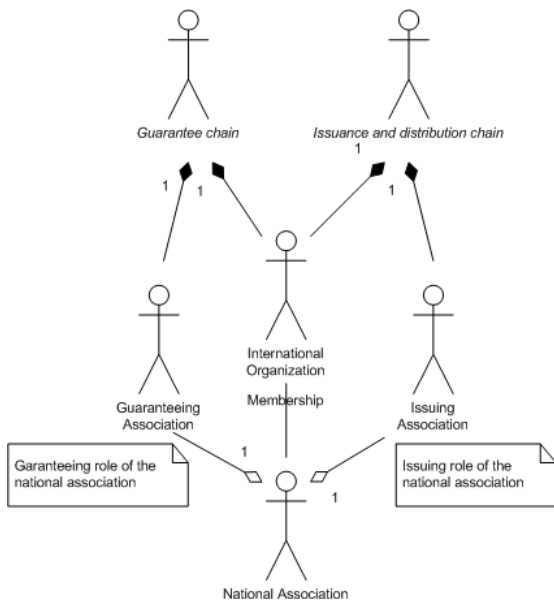 Guarantee chain
Issuance and distribution chain
1
1
1
1
International
Organization
Guaranteeing
Association
Membership
Issuing
Association
1
Garanteeing role of the
national association
Issuing role of the
national association
1
National Association